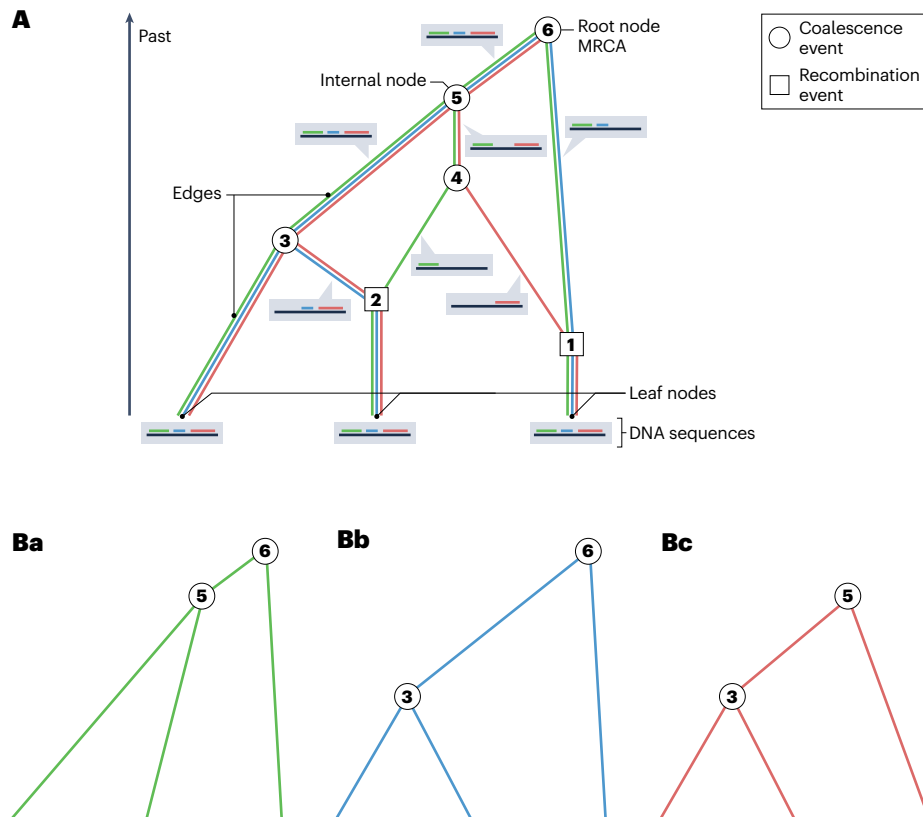 A
Past
6
Root node
MRCA
Coalescence
event
Recombination
event
Internal node
5
4
Edges
3
2
1
Leaf nodes
DNA sequences
Ba
6
5
Bb
6
3
Bc
5
3